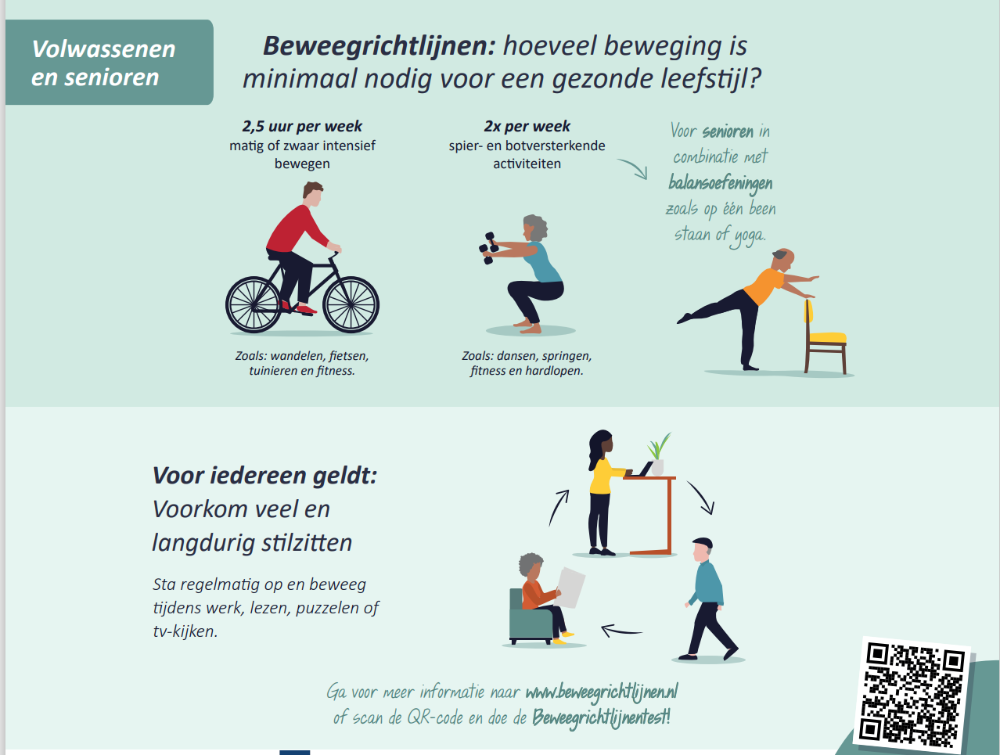 Volwassenen
en senioren
Beweegrichtlijnen: hoeveel beweging is
minimaal nodig voor een gezonde leefstijl?
2,5 uur per week
matig of zwaar intensief
bewegen
2x per week
spier- en botversterkende
activiteiten
Voor senioren in
combinatie met
balansoefeningen
zoals op één been
staan of yoga.
Zoals: wandelen, fietsen,
tuinieren en fitness.
Zoals: dansen, springen,
fitness en hardlopen.
Voor iedereen geldt:
Voorkom veel en
langdurig stilzitten
Sta regelmatig op en beweeg
tijdens werk, lezen, puzzelen of
tv-kijken.
Ga voor meer informatie naar www.beweegrichtlijnen.nl
of scan de QR-code en doe de Beweegrichtlijnentest!